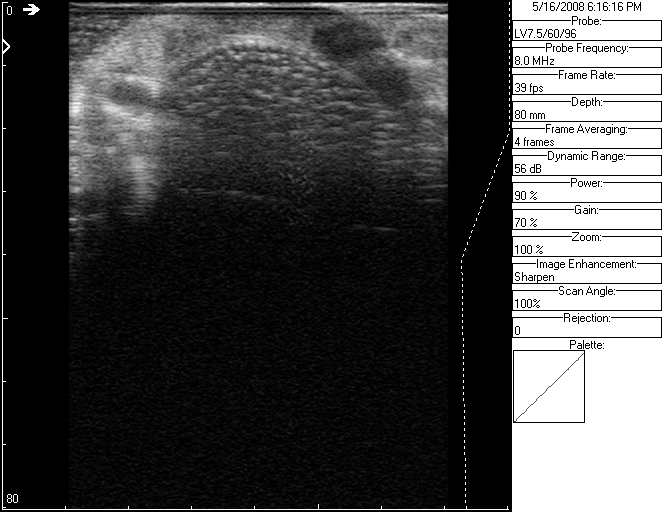 0
80
5/16/2008 6:16:16 PM
Probe:
LV7.5/60/96
Probe Frequency:
8.0 MHz
Frame Rate:
39 fps
Depth:
80 mm
Frame Averaging:
4 frames
Dynamic Range:
56 dB
Power:
90 %
Gain:
70 %
Zoom:
100 %
Image Enhancement:
Sharpen
Scan Angle:
100%
Rejection:
0
Palette: